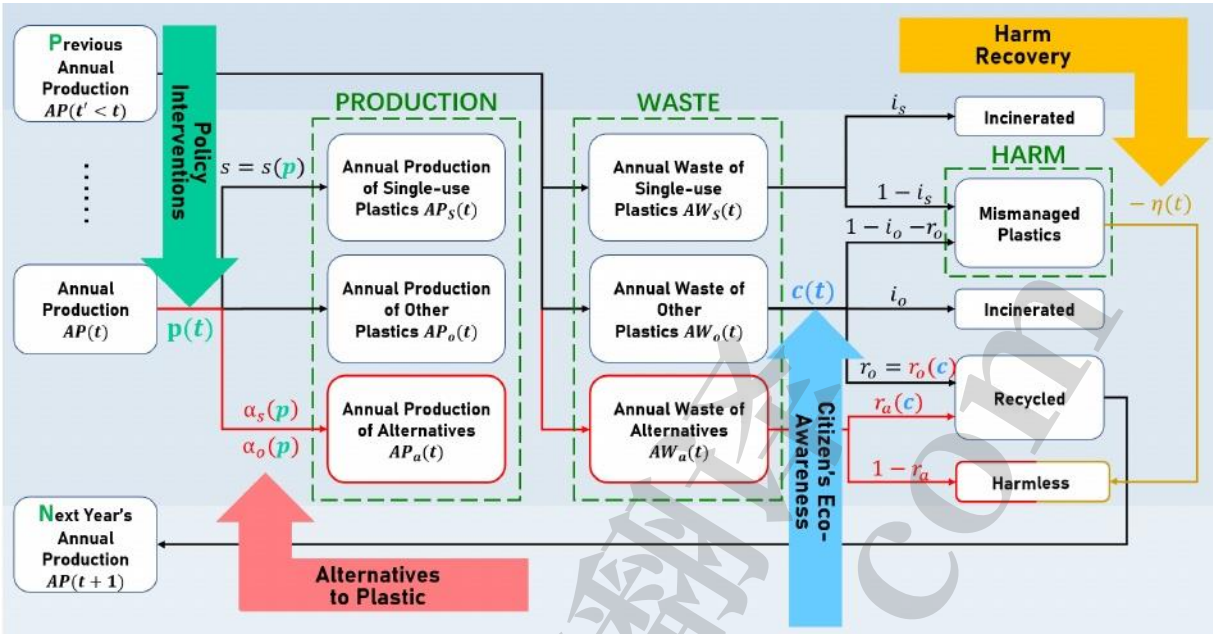 Previous
Annual
Production
AP(t′ < t)
......
Annual
Production
AP(t)
Next Year's
Annual
Production
AP(t + 1)
Policy
Interventions
p(t)
s = s(p)
α_s(p)
α_o(p)
Alternatives
to Plastic
PRODUCTION
Annual Production
of Single-use
Plastics AP_s(t)
Annual Production
of Other
Plastics AP_o(t)
Annual Production
of Alternatives
AP_a(t)
WASTE
Annual Waste of
Single-use
Plastics AW_s(t)
Annual Waste of
Other
Plastics AW_o(t)
Annual Waste of
Alternatives
AW_a(t)
c(t)
Citizen's Eco-
Awareness
i_s
1 − i_s
1 − i_o − r_o
i_o
r_o = r_o(c)
r_a(c)
1 − r_a
Harm
Recovery
Incinerated
HARM
Mismanaged
Plastics
− η(t)
Incinerated
Recycled
Harmless
com